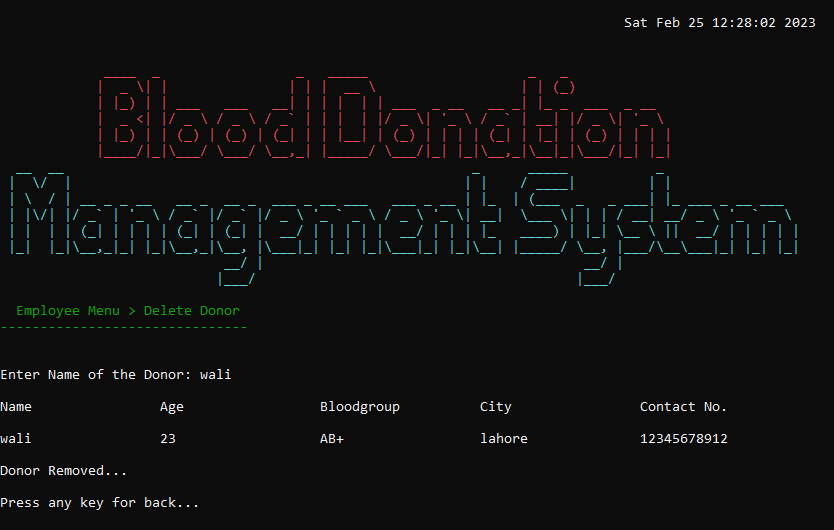 Sat Feb 25 12:28:02 2023
Blood Donation
Management System
Employee Menu > Delete Donor
-------------------------------
Enter Name of the Donor: wali
Name Age Bloodgroup City Contact No.
wali 23 AB+ lahore 12345678912
Donor Removed...
Press any key for back...